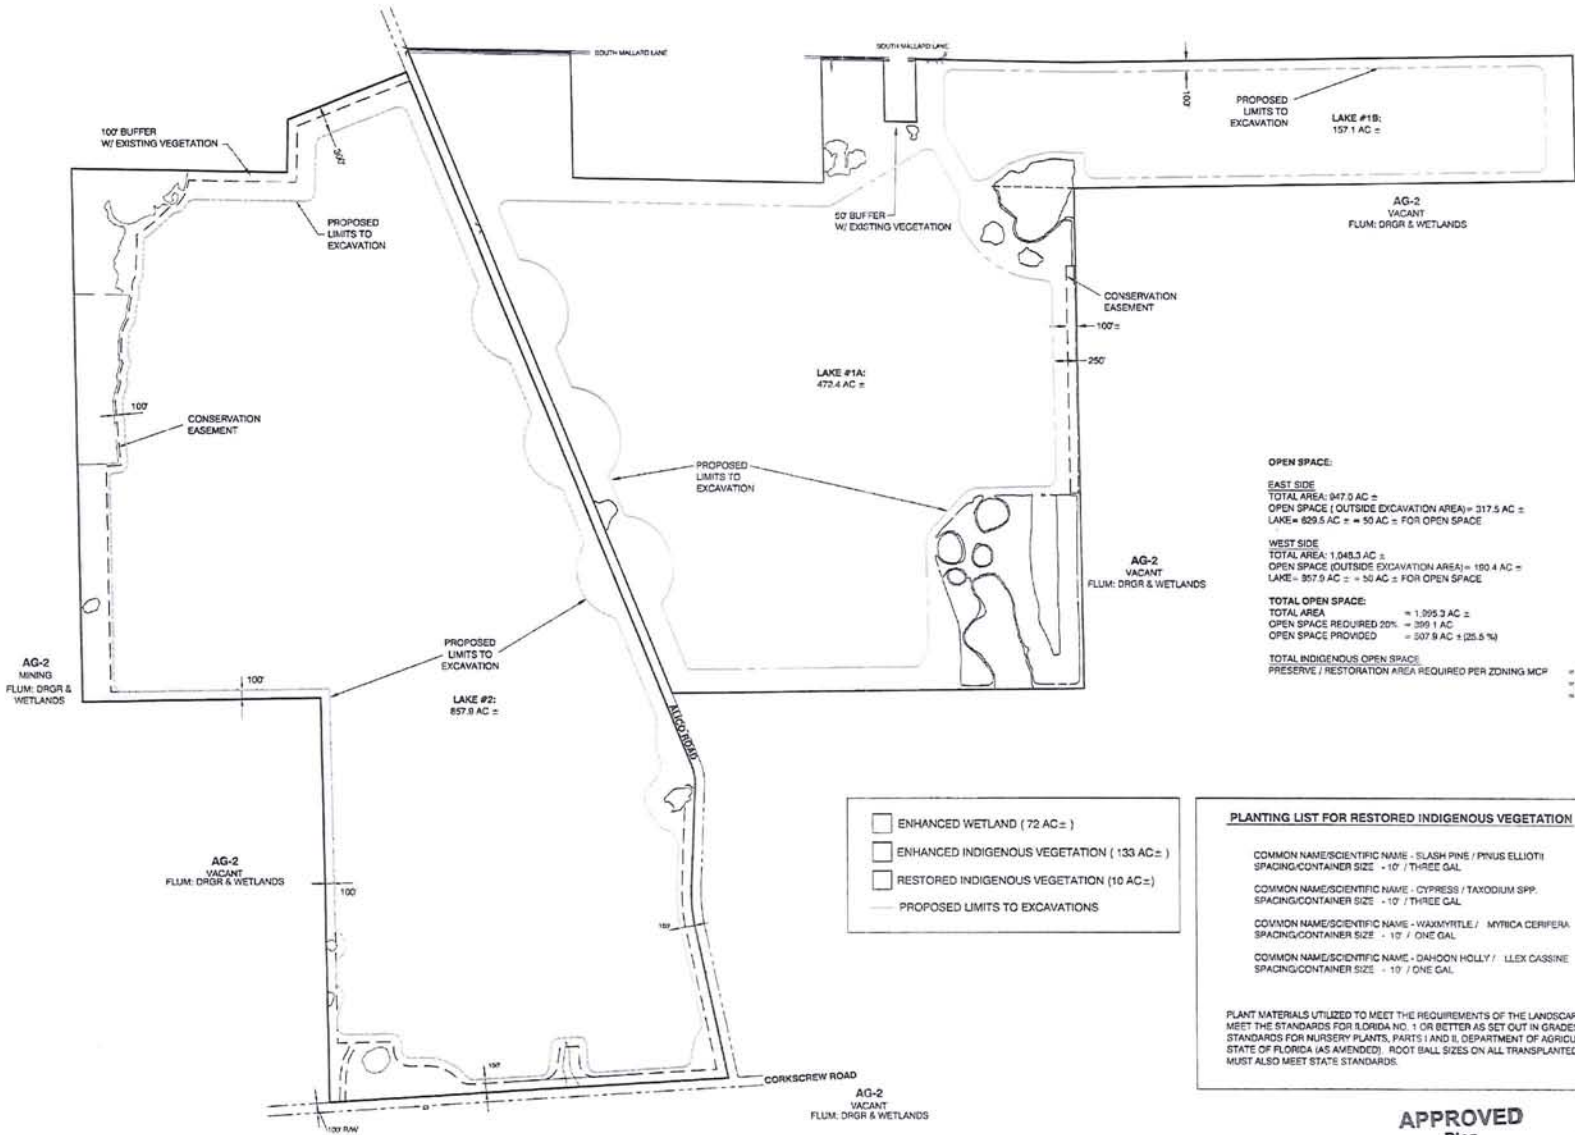 SOUTH MALLARD LANE
SOUTH MALLARD LANE
100' BUFFER
W/ EXISTING VEGETATION
300'
100'
PROPOSED
LIMITS TO
EXCAVATION
LAKE #1B:
157.1 AC ±
AG-2
VACANT
FLUM: DRGR & WETLANDS
PROPOSED
LIMITS TO
EXCAVATION
50' BUFFER
W/ EXISTING VEGETATION
CONSERVATION
EASEMENT
100'±
250'
LAKE #1A:
472.4 AC ±
100'
CONSERVATION
EASEMENT
PROPOSED
LIMITS TO
EXCAVATION
OPEN SPACE:
EAST SIDE
TOTAL AREA: 947.0 AC ±
OPEN SPACE ( OUTSIDE EXCAVATION AREA)= 317.5 AC ±
LAKE= 629.5 AC ± = 50 AC ± FOR OPEN SPACE
WEST SIDE
TOTAL AREA: 1,048.3 AC ±
OPEN SPACE (OUTSIDE EXCAVATION AREA)= 190.4 AC ±
LAKE= 857.9 AC ± = 50 AC ± FOR OPEN SPACE
TOTAL OPEN SPACE:
TOTAL AREA = 1,995.3 AC ±
OPEN SPACE REQUIRED 20% = 399.1 AC
OPEN SPACE PROVIDED = 507.9 AC ± (25.5 %)
TOTAL INDIGENOUS OPEN SPACE
PRESERVE / RESTORATION AREA REQUIRED PER ZONING MCP
AG-2
VACANT
FLUM: DRGR & WETLANDS
PROPOSED
LIMITS TO
EXCAVATION
AG-2
MINING
FLUM: DRGR &
WETLANDS
100'
LAKE #2:
857.9 AC ±
ALICO ROAD
AG-2
VACANT
FLUM: DRGR & WETLANDS
100'
100'
100'
CORKSCREW ROAD
AG-2
VACANT
FLUM: DRGR & WETLANDS
100' R/W
ENHANCED WETLAND ( 72 AC± )
ENHANCED INDIGENOUS VEGETATION ( 133 AC± )
RESTORED INDIGENOUS VEGETATION (10 AC±)
PROPOSED LIMITS TO EXCAVATIONS
PLANTING LIST FOR RESTORED INDIGENOUS VEGETATION
COMMON NAME/SCIENTIFIC NAME - SLASH PINE / PINUS ELLIOTII
SPACING/CONTAINER SIZE - 10' / THREE GAL
COMMON NAME/SCIENTIFIC NAME - CYPRESS / TAXODIUM SPP.
SPACING/CONTAINER SIZE - 10' / THREE GAL
COMMON NAME/SCIENTIFIC NAME - WAXMYRTLE / MYRICA CERIFERA
SPACING/CONTAINER SIZE - 10' / ONE GAL
COMMON NAME/SCIENTIFIC NAME - DAHOON HOLLY / LLEX CASSINE
SPACING/CONTAINER SIZE - 10' / ONE GAL
PLANT MATERIALS UTILIZED TO MEET THE REQUIREMENTS OF THE LANDSCAP
MEET THE STANDARDS FOR FLORIDA NO. 1 OR BETTER AS SET OUT IN GRADES
STANDARDS FOR NURSERY PLANTS, PARTS I AND II, DEPARTMENT OF AGRICU
STATE OF FLORIDA (AS AMENDED). ROOT BALL SIZES ON ALL TRANSPLANTED
MUST ALSO MEET STATE STANDARDS.
APPROVED